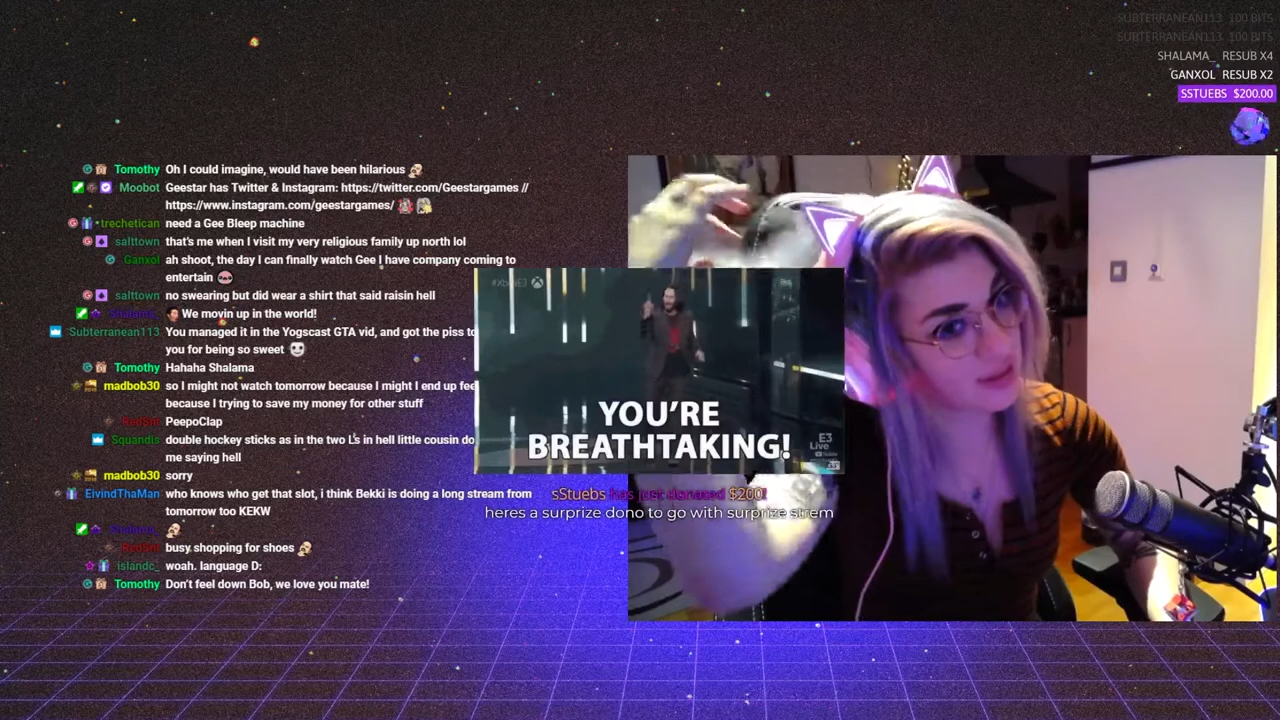 SUBTERRANEAN113 100 BITS
SUBTERRANEAN113 100 BITS
SHALAMA_ RESUB X4
GANXOL RESUB X2
SSTUEBS $200.00
Tomothy Oh I could imagine, would have been hilarious
Moobot Geestar has Twitter & Instagram: https://twitter.com/Geestargames //
https://www.instagram.com/geestargames/
trechetican need a Gee Bleep machine
salttown that's me when I visit my very religious family up north lol
Ganxol ah shoot, the day I can finally watch Gee I have company coming to
entertain
salttown no swearing but did wear a shirt that said raisin hell
Shalama_ We movin up in the world!
Subterranean113 You managed it in the Yogscast GTA vid, and got the piss
you for being so sweet
Tomothy Hahaha Shalama
madbob30 so I might not watch tomorrow because I might I end up
because I trying to save my money for other stuff
PeepoClap
Squandls double hockey sticks as in the two L's in hell little cousin
me saying hell
madbob30 sorry
EivindThaMan who knows who get that slot, i think Bekki is doing a long stream from
tomorrow too KEKW
Shalama_
busy shopping for shoes
islandc_ woah. language D:
Tomothy Don't feel down Bob, we love you mate!
YOU'RE
BREATHTAKING!
E3
Live
YouTube
sStuebs has just donated $200!
heres a surprize dono to go with surprize strem